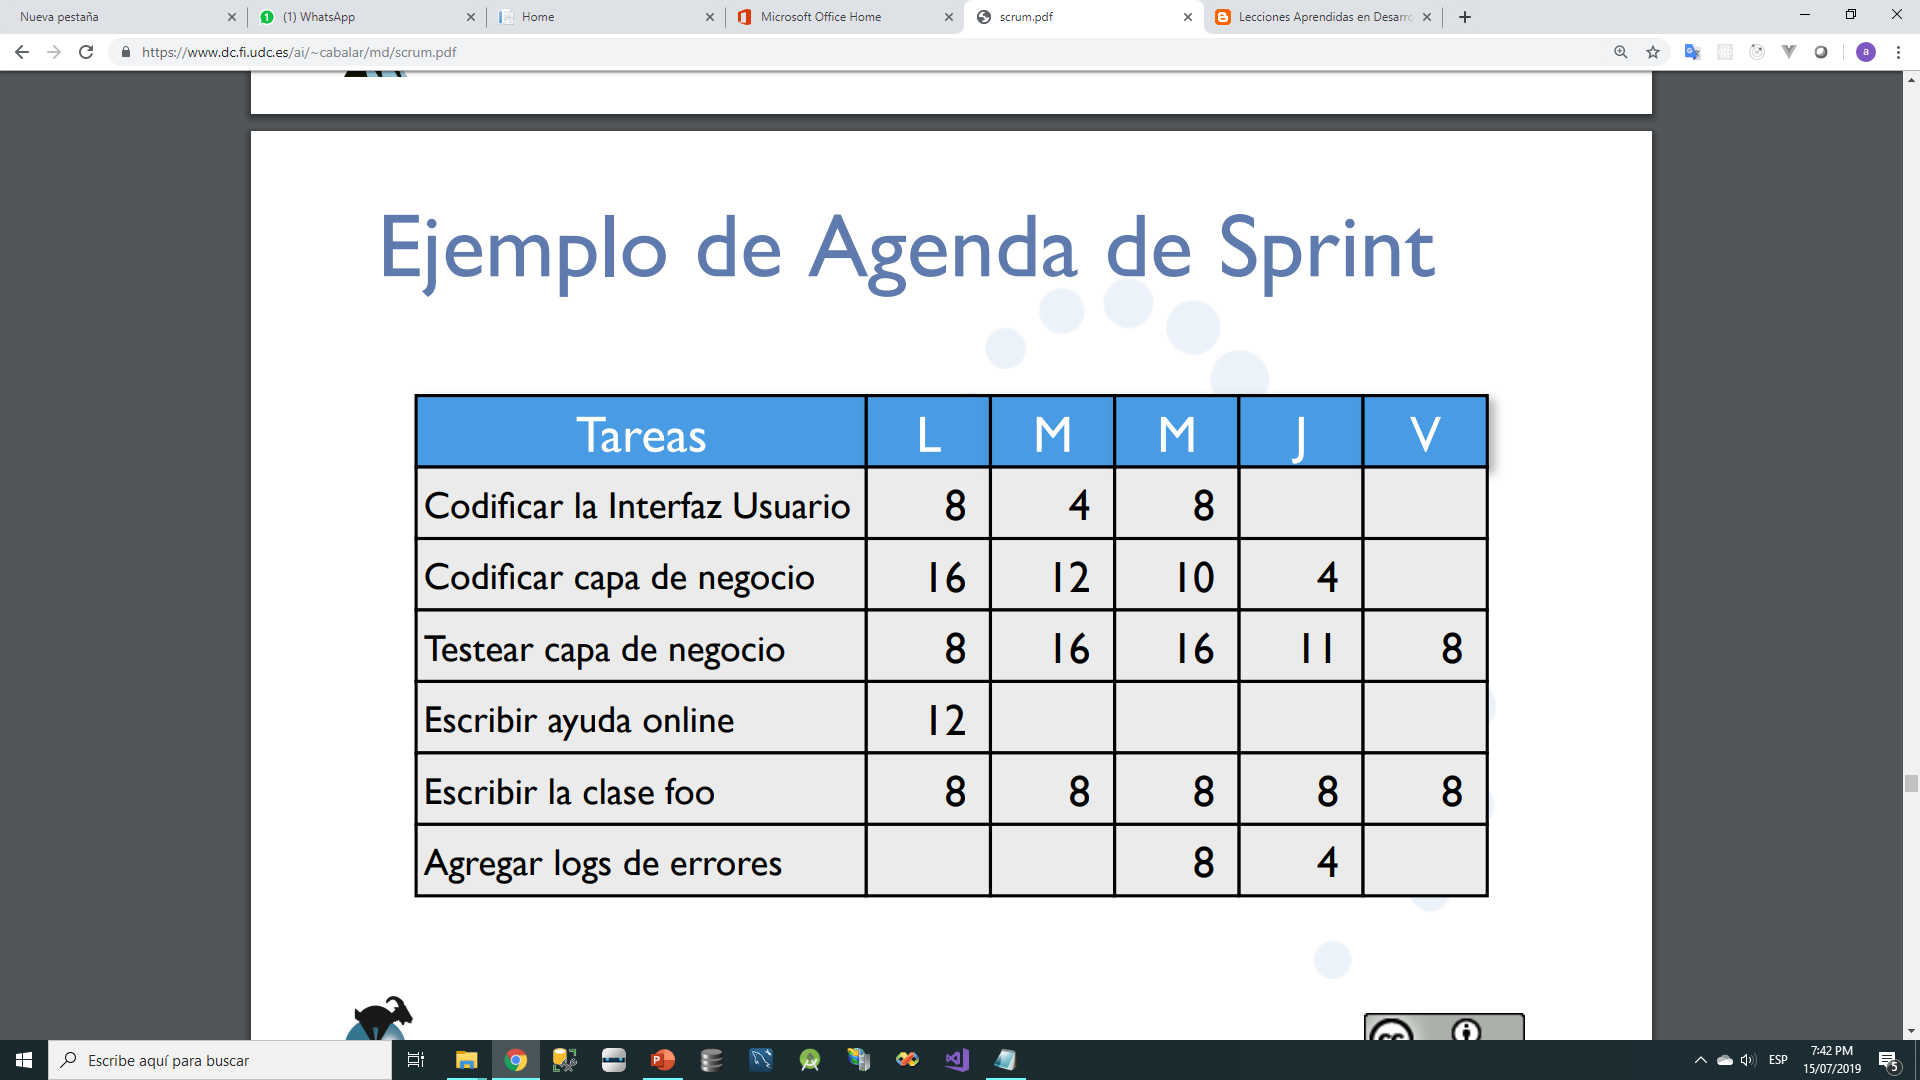 Nueva pestaña
(1) WhatsApp
Home
Microsoft Office Home
scrum.pdf
Lecciones Aprendidas en Desarro
https://www.dc.fi.udc.es/ai/~cabalar/md/scrum.pdf
a
Ejemplo de Agenda de Sprint
Tareas L M M J V
Codificar la Interfaz Usuario 8 4 8
Codificar capa de negocio 16 12 10 4
Testear capa de negocio 8 16 16 11 8
Escribir ayuda online 12
Escribir la clase foo 8 8 8 8 8
Agregar logs de errores 8 4
cc
Escribe aquí para buscar
ESP
7:42 PM
15/07/2019
5